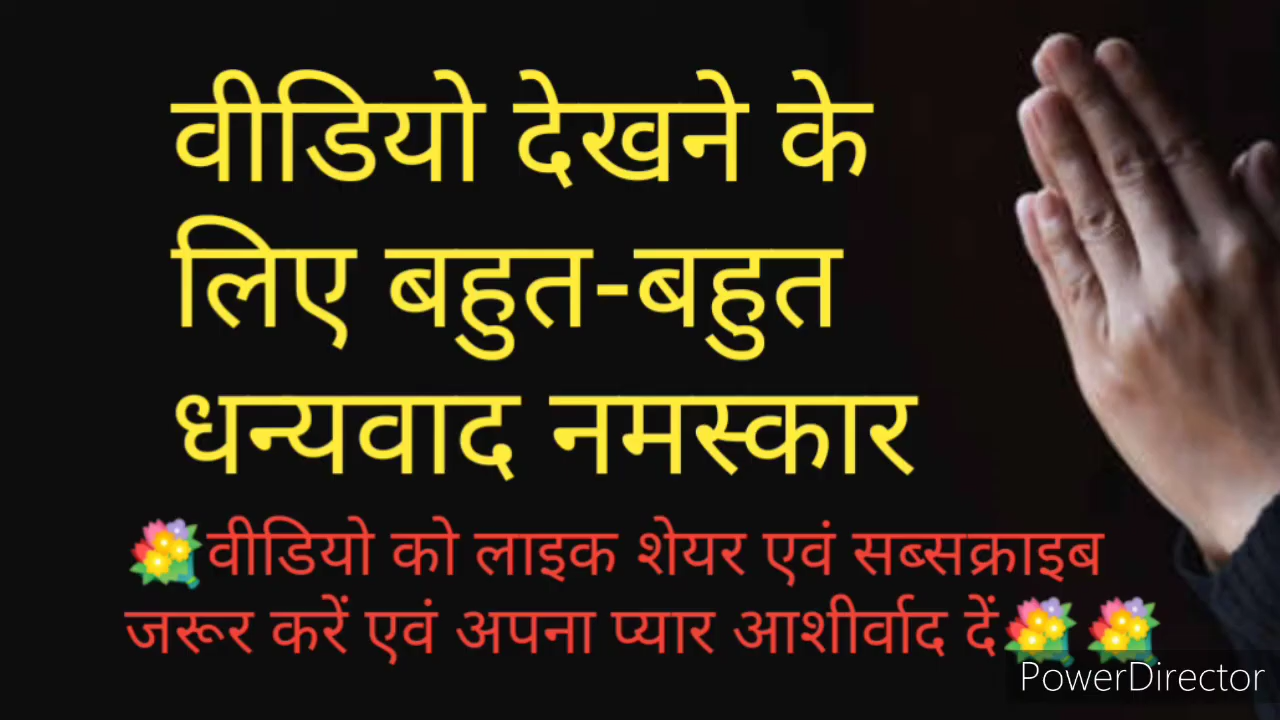 वीडियो देखने के
लिए बहुत-बहुत
धन्यवाद नमस्कार
💐वीडियो को लाइक शेयर एवं सब्सक्राइब
जरूर करें एवं अपना प्यार आशीर्वाद दें💐 💐
PowerDirector